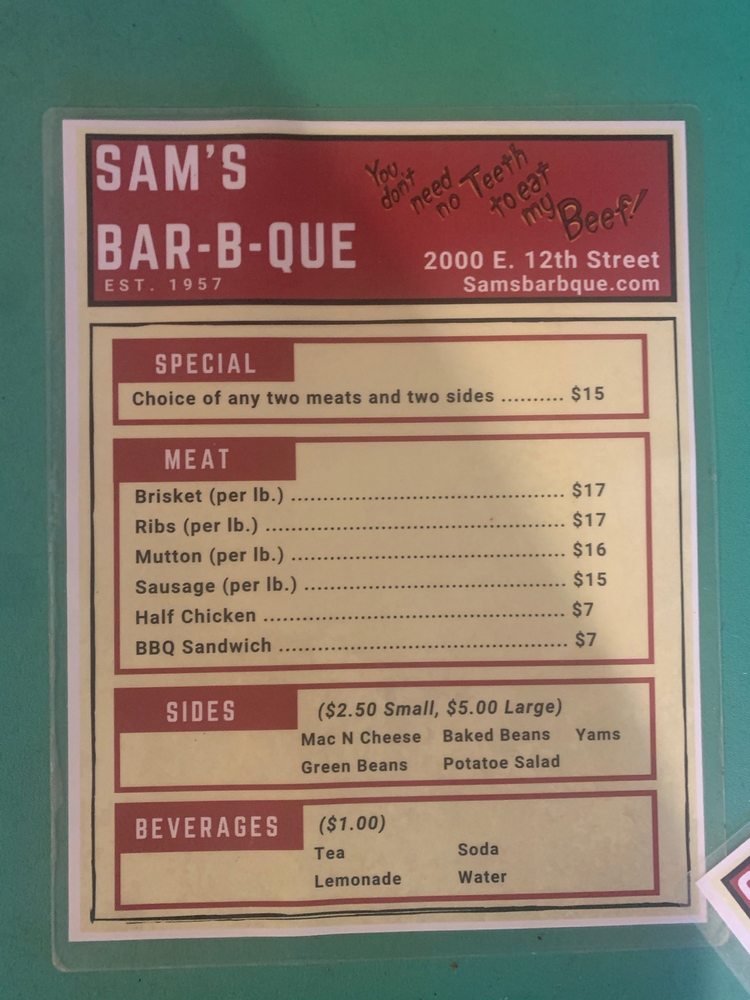 SAM'S
BAR-B-QUE
EST. 1957
You don't need no Teeth to eat my Beef!
2000 E. 12th Street
Samsbarbque.com
SPECIAL
Choice of any two meats and two sides .......... $15
MEAT
Brisket (per lb.) ............................................. $17
Ribs (per lb.) ................................................. $17
Mutton (per lb.) ............................................. $16
Sausage (per lb.) .......................................... $15
Half Chicken ................................................. $7
BBQ Sandwich ............................................... $7
SIDES
($2.50 Small, $5.00 Large)
Mac N Cheese Baked Beans Yams
Green Beans Potatoe Salad
BEVERAGES
($1.00)
Tea Soda
Lemonade Water